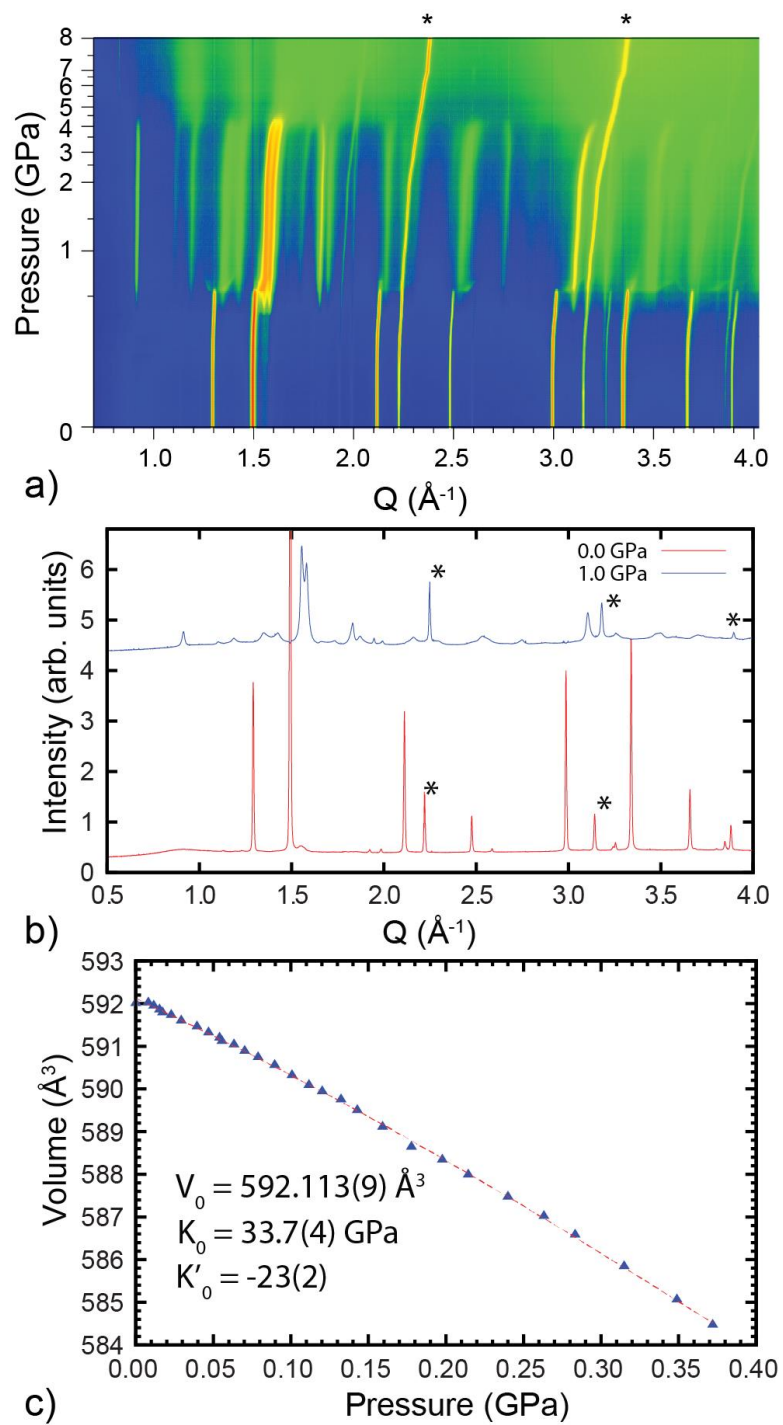 * *
8
7
6
5
4
3
2
1
0
Pressure (GPa)
1.0 1.5 2.0 2.5 3.0 3.5 4.0
a) Q (Å⁻¹)
6
5
4
3
2
1
0
Intensity (arb. units)
0.0 GPa
1.0 GPa
* * *
* *
0.5 1.0 1.5 2.0 2.5 3.0 3.5 4.0
b) Q (Å⁻¹)
593
592
591
590
589
588
587
586
585
584
Volume (Å³)
V₀ = 592.113(9) Å³
K₀ = 33.7(4) GPa
K′₀ = -23(2)
0.00 0.05 0.10 0.15 0.20 0.25 0.30 0.35 0.40
c) Pressure (GPa)